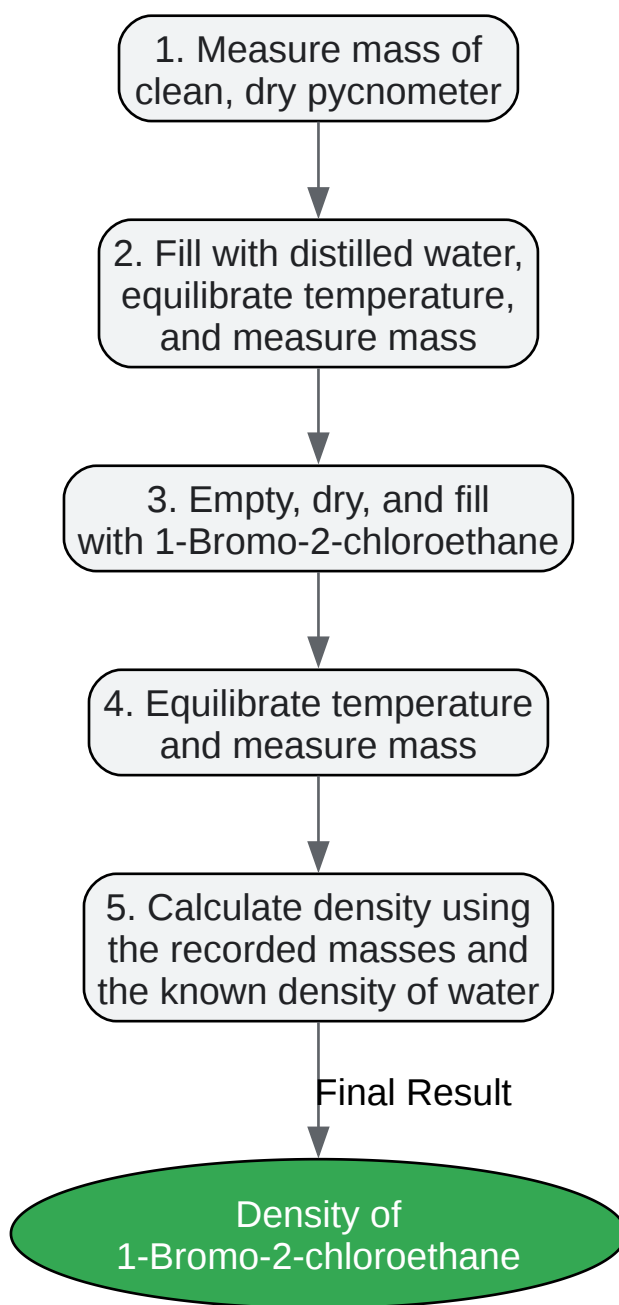 1. Measure mass of
clean, dry pycnometer
2. Fill with distilled water,
equilibrate temperature,
and measure mass
3. Empty, dry, and fill
with 1-Bromo-2-chloroethane
4. Equilibrate temperature
and measure mass
5. Calculate density using
the recorded masses and
the known density of water
Final Result
Density of
1-Bromo-2-chloroethane